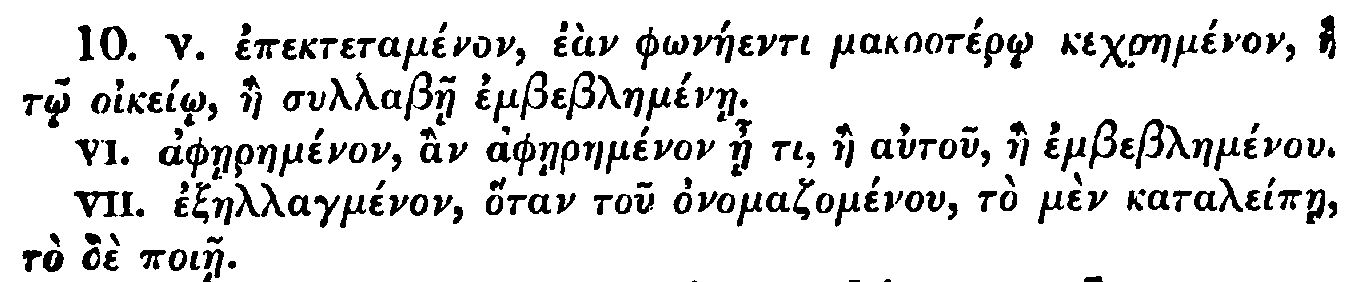 10. v. ἐπεκτεταμένον, ἐὰν φωνήεντι μακροτέρῳ κεχρημένον, ἢ
τῷ οἰκείῳ, ἢ συλλαβῇ ἐμβεβλημένῃ.
VI. ἀφῃρημένον, ἂν ἀφῃρημένον ᾖ τι, ἢ αὐτοῦ, ἢ ἐμβεβλημένου.
VII. ἐξηλλαγμένον, ὅταν τοῦ ὀνομαζομένου, τὸ μὲν καταλείπῃ,
τὸ δὲ ποιῇ.